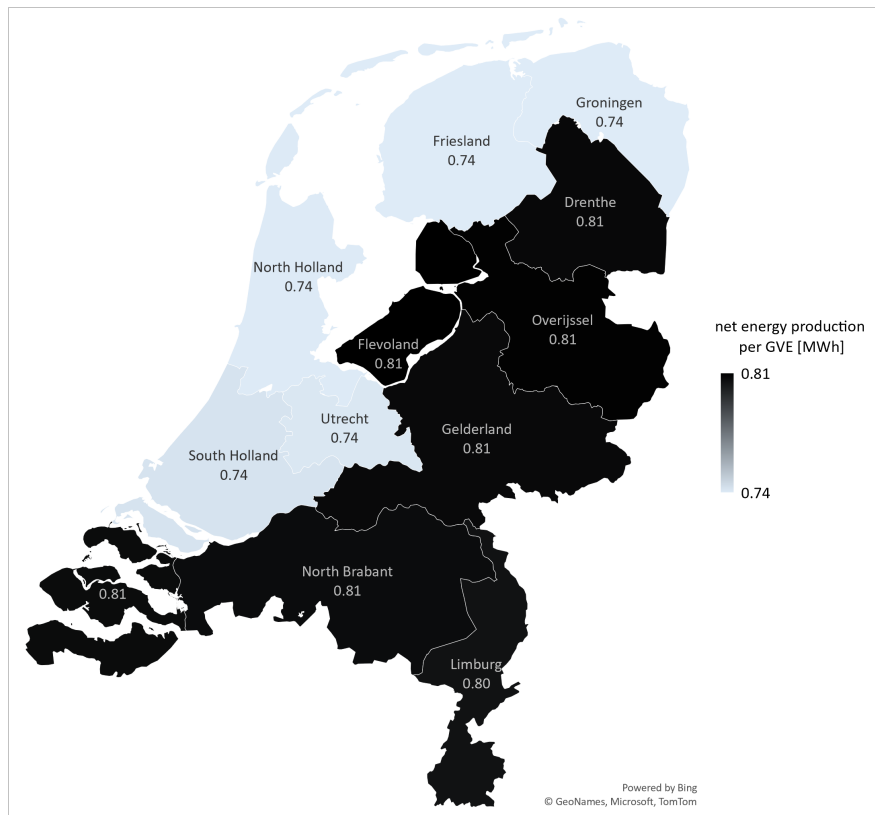 Groningen
0.74
Friesland
0.74
Drenthe
0.81
North Holland
0.74
Overijssel
0.81
net energy production
per GVE [MWh]
Flevoland
0.81
0.81
0.74
Utrecht
0.74
Gelderland
0.81
South Holland
0.74
North Brabant
0.81
0.81
Limburg
0.80
Powered by Bing
© GeoNames, Microsoft, TomTom